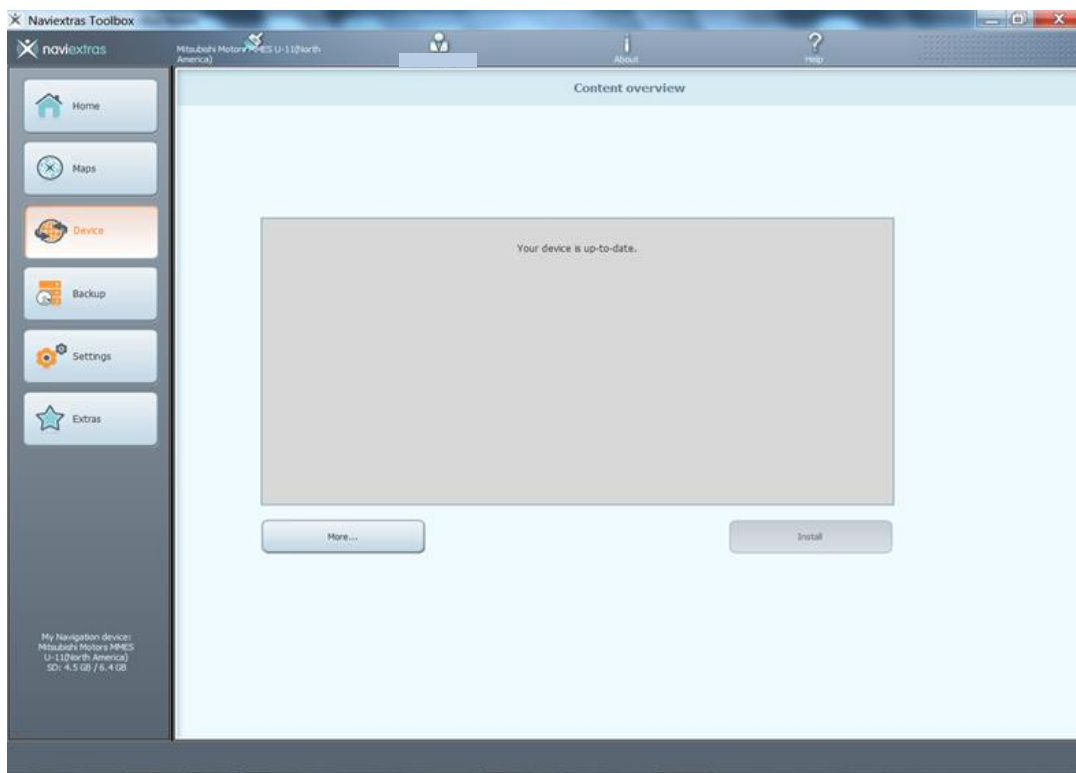 Naviextras Toolbox
naviextras
Mitsubishi Motors MMES U-11(North
America)
About
Help
Content overview
Home
Maps
Device
Backup
Settings
Extras
Your device is up-to-date.
More...
Install
My Navigation device:
Mitsubishi Motors MMES
U-11(North America)
SD: 4.5 GB / 6.4 GB